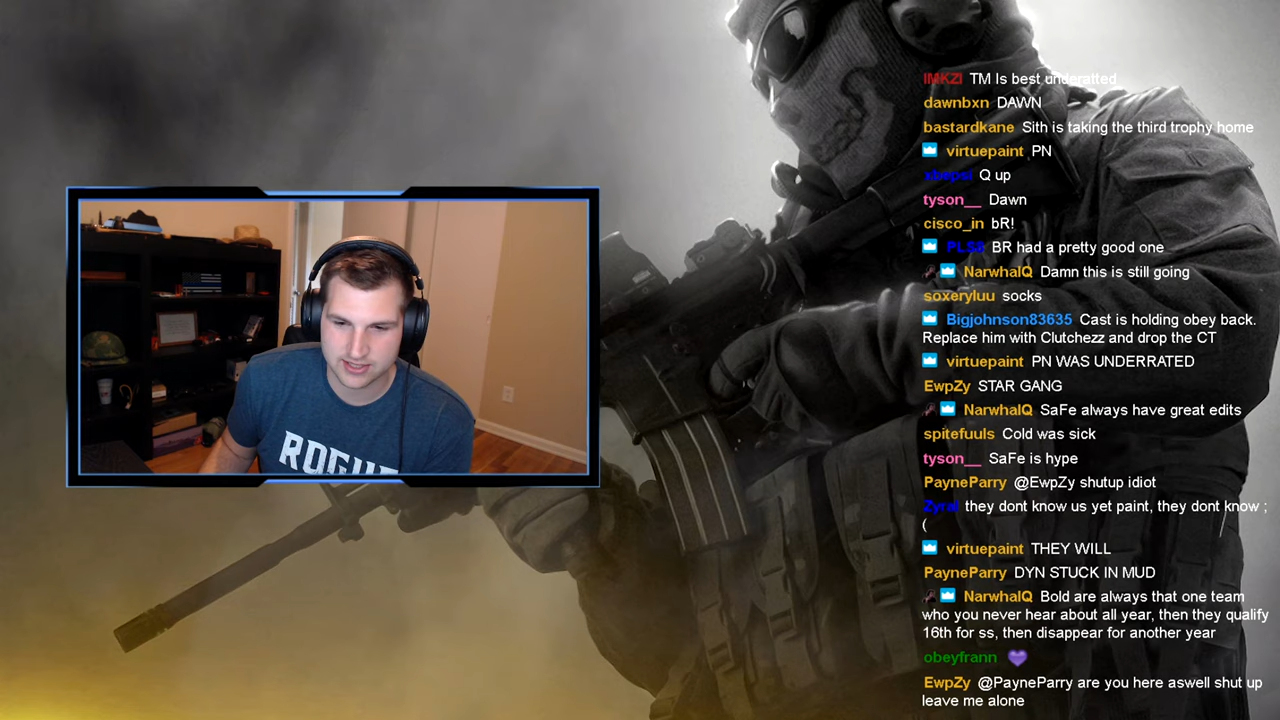 IMKZI TM Is best underatted
dawnbxn DAWN
bastardkane Sith is taking the third trophy home
virtuepaint PN
Q up
tyson__ Dawn
cisco_in bR!
PLSS BR had a pretty good one
NarwhalQ Damn this is still going
soxeryluu socks
Bigjohnson83635 Cast is holding obey back.
Replace him with Clutchezz and drop the CT
virtuepaint PN WAS UNDERRATED
EwpZy STAR GANG
NarwhalQ SaFe always have great edits
spitefuuls Cold was sick
tyson__ SaFe is hype
PayneParry @EwpZy shutup idiot
Zyral they dont know us yet paint, they dont know ;
(
virtuepaint THEY WILL
PayneParry DYN STUCK IN MUD
NarwhalQ Bold are always that one team
who you never hear about all year, then they qualify
16th for ss, then disappear for another year
obeyfrann 💜
EwpZy @PayneParry are you here aswell shut up
leave me alone
ROGUE